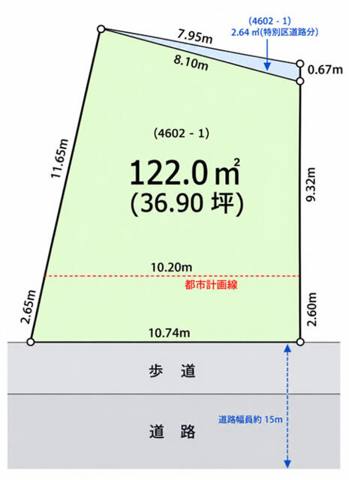 (4602 - 1)
2.64 ㎡(特別区道路分)
7.95m
8.10m
0.67m
(4602 - 1)
122.0㎡
(36.90 坪)
11.65m
9.32m
10.20m
都市計画線
2.65m
2.60m
10.74m
歩 道
道路幅員約 15m
道 路